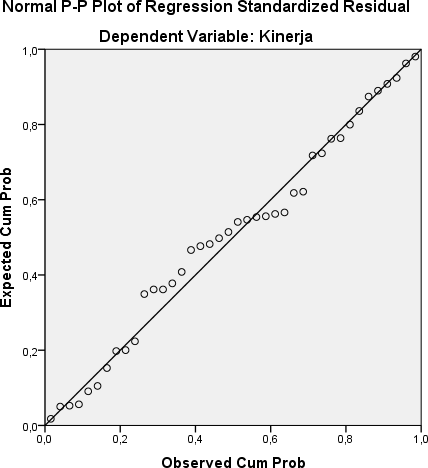 Normal P-P Plot of Regression Standardized Residual
Dependent Variable: Kinerja
Expected Cum Prob
1,0
0,8
0,6
0,4
0,2
0,0
0,0 0,2 0,4 0,6 0,8 1,0
Observed Cum Prob